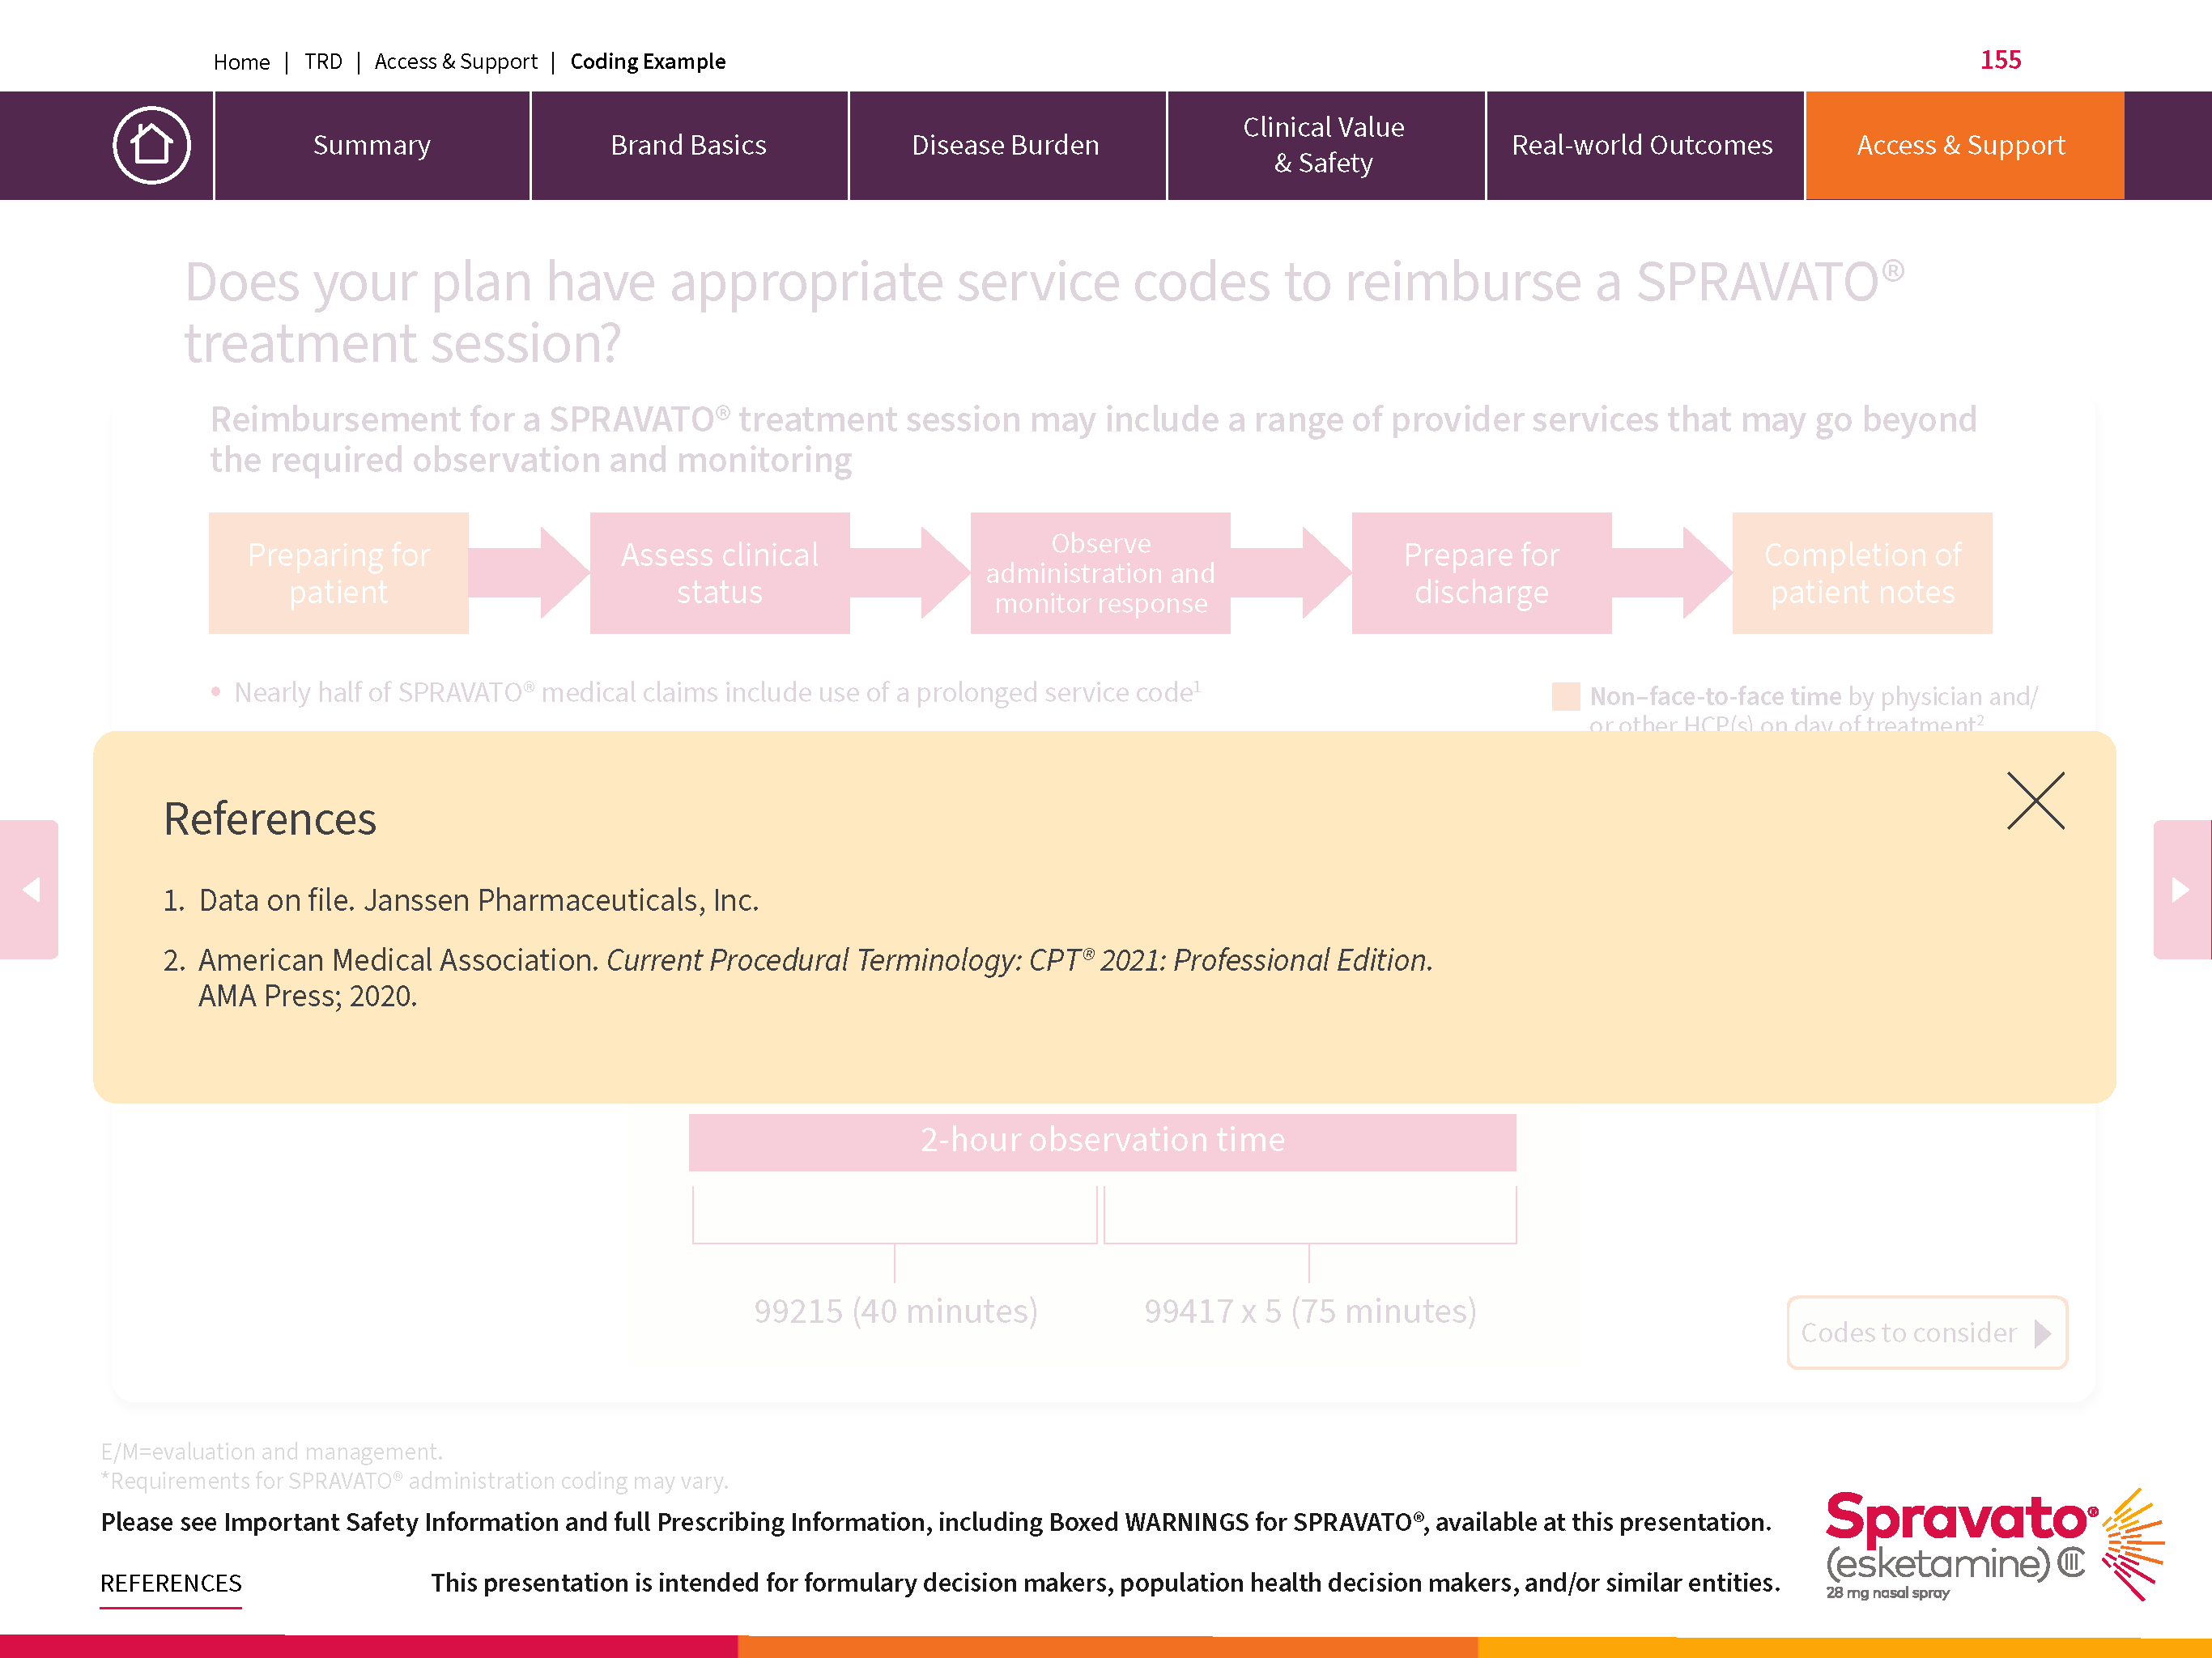 Home | TRD | Access & Support | Coding Example
155
Summary
Brand Basics
Disease Burden
Clinical Value
& Safety
Real-world Outcomes
Access & Support
Does your plan have appropriate service codes to reimburse a SPRAVATO®
treatment session?
Reimbursement for a SPRAVATO® treatment session may include a range of provider services that may go beyond
the required observation and monitoring
Preparing for
patient
Assess clinical
status
Observe
administration and
monitor response
Prepare for
discharge
Completion of
patient notes
• Nearly half of SPRAVATO® medical claims include use of a prolonged service code¹
Non–face-to-face time by physician and/
or other HCP(s) on day of treatment²
References
1. Data on file. Janssen Pharmaceuticals, Inc.
2. American Medical Association. Current Procedural Terminology: CPT® 2021: Professional Edition.
AMA Press; 2020.
2-hour observation time
99215 (40 minutes)
99417 x 5 (75 minutes)
Codes to consider
E/M=evaluation and management.
*Requirements for SPRAVATO® administration coding may vary.
Please see Important Safety Information and full Prescribing Information, including Boxed WARNINGS for SPRAVATO®, available at this presentation.
REFERENCES
This presentation is intended for formulary decision makers, population health decision makers, and/or similar entities.
Spravato®
(esketamine) CIII
28 mg nasal spray